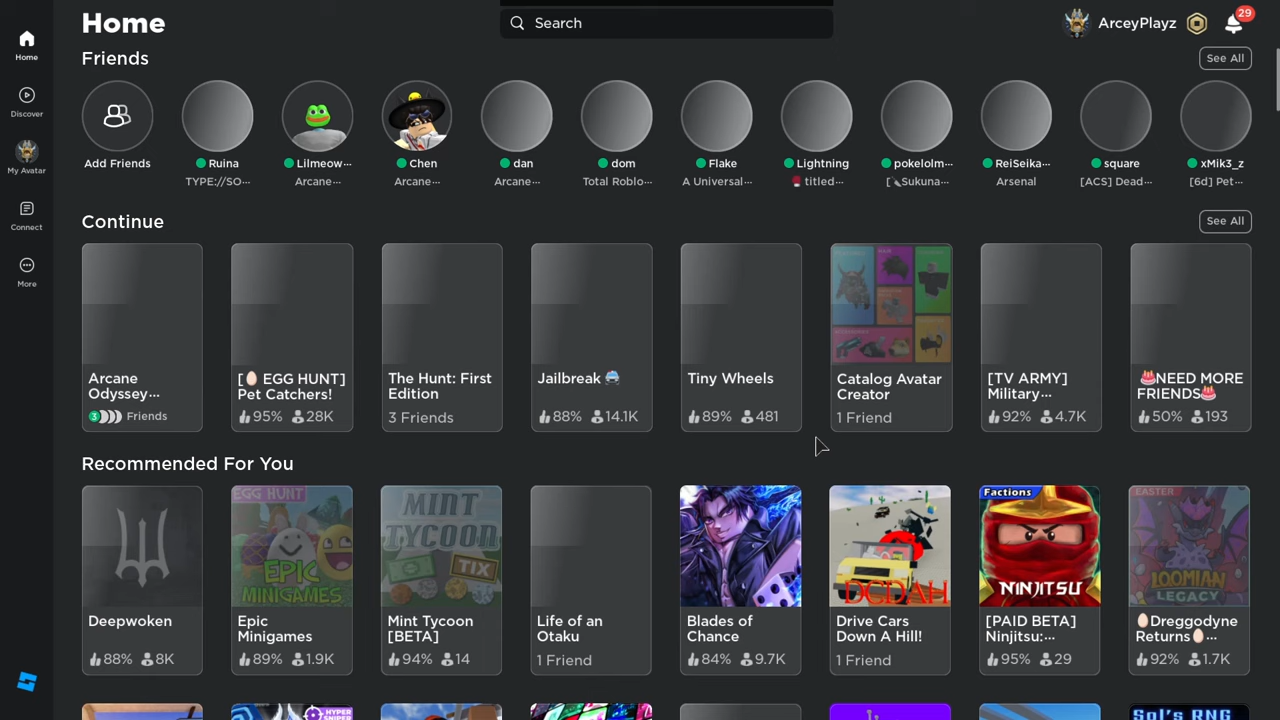 Home
Search
ArceyPlayz
29
Home
Discover
My Avatar
Connect
More
Friends
See All
Add Friends
Ruina
TYPE://SO...
Lilmeow...
Arcane...
Chen
Arcane...
dan
Arcane...
dom
Total Roblo...
Flake
A Universal...
Lightning
titled...
pokelolm...
[🔪Sukuna...
ReiSeika...
Arsenal
square
[ACS] Dead...
xMik3_z
[6d] Pet...
Continue
See All
Arcane
Odyssey...
3 Friends
[🥚 EGG HUNT]
Pet Catchers!
95% 28K
The Hunt: First
Edition
3 Friends
Jailbreak 🚔
88% 14.1K
Tiny Wheels
89% 481
Catalog Avatar
Creator
1 Friend
[TV ARMY]
Military...
92% 4.7K
🎂NEED MORE
FRIENDS🎂
50% 193
Recommended For You
Deepwoken
88% 8K
EGG HUNT
EPIC
MINIGAMES
Epic
Minigames
89% 1.9K
MINT
TYCOON
TIX
Mint Tycoon
[BETA]
94% 14
Life of an
Otaku
1 Friend
Blades of
Chance
84% 9.7K
DCDAH
Drive Cars
Down A Hill!
1 Friend
Factions
NINJITSU
[PAID BETA]
Ninjitsu:...
95% 29
EASTER
LOOMIAN
LEGACY
🥚Dreggodyne
Returns🥚...
92% 1.7K
HYPER
SNIPER
Sol's RNG